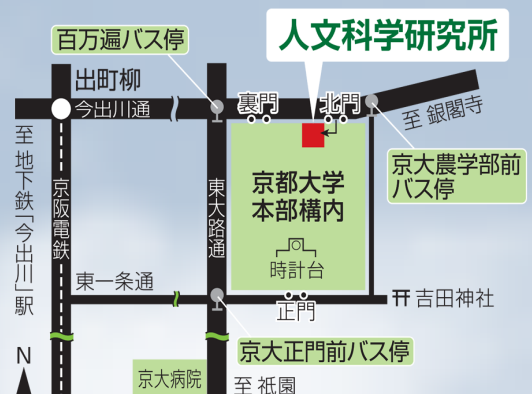 人文科学研究所
百万遍バス停
出町柳
今出川通
裏門
北門
至 銀閣寺
京大農学部前
バス停
至 地下鉄「今出川」駅
京阪電鉄
東大路通
京都大学
本部構内
時計台
東一条通
正門
吉田神社
京大正門前バス停
N
京大病院
至 祇園